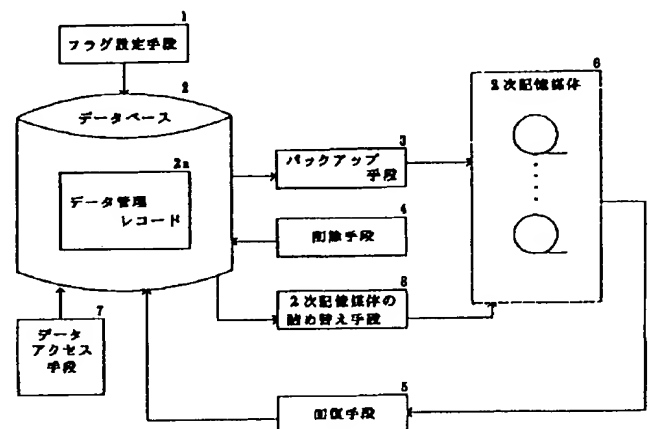 1
フラグ設定手段
2
データベース
2a
データ管理
レコード
3
バックアップ
手段
4
削除手段
8
2次記憶媒体の
詰め替え手段
6
2次記憶媒体
7
データ
アクセス
手段
5
回復手段